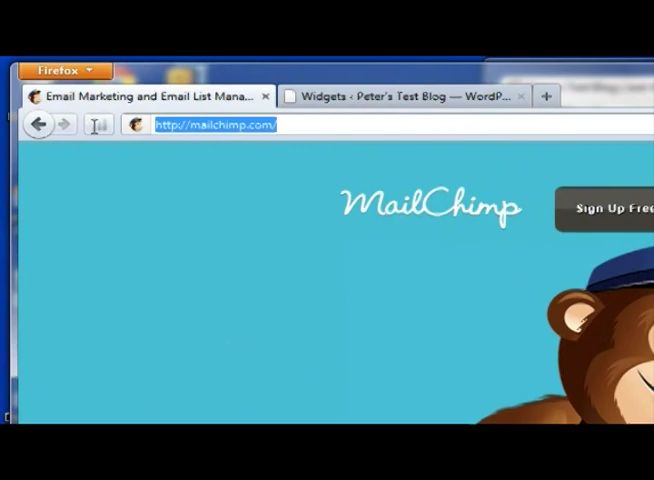 Firefox
Email Marketing and Email List Mana...
Widgets ‹ Peter's Test Blog — WordP...
http://mailchimp.com/
MailChimp
Sign Up Free